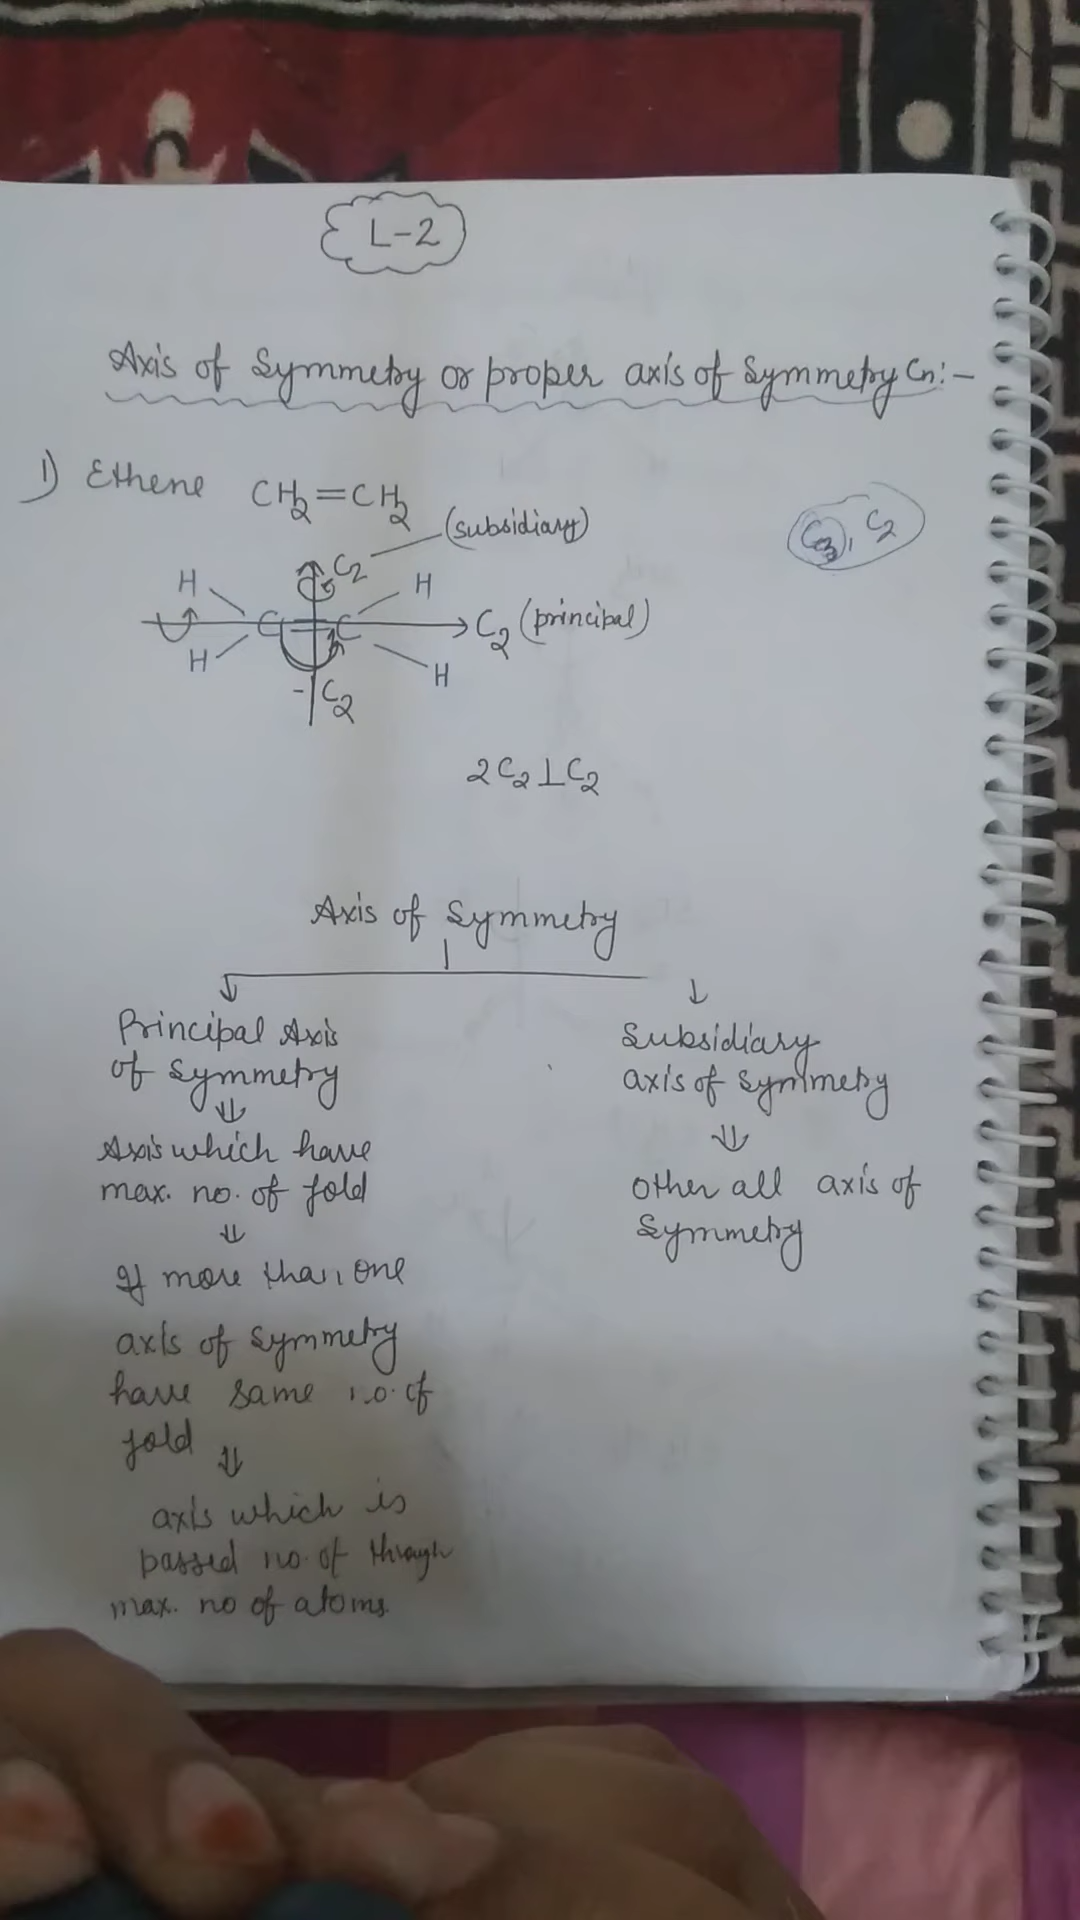 L-2
Axis of Symmetry or proper axis of Symmetry Cn:-
1) Ethene CH2=CH2
(subsidiary)
C3, C2
H C2 H
C C C2 (principal)
H H
C2
2C2⊥C2
Axis of Symmetry
Principal Axis
of Symmetry
Subsidiary
axis of Symmetry
Axis which have
max. no. of fold
Other all axis of
Symmetry
If more than one
axis of Symmetry
have same no. of
fold
axis which is
passed no. of through
max. no of atoms.